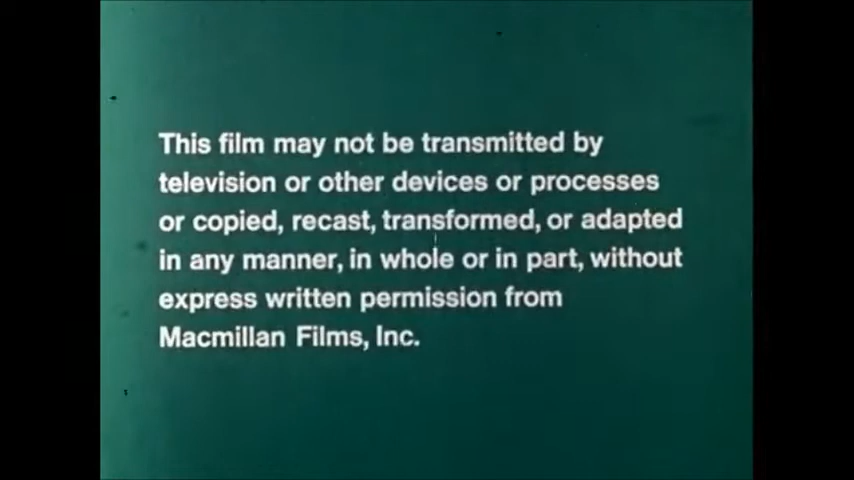 This film may not be transmitted by
television or other devices or processes
or copied, recast, transformed, or adapted
in any manner, in whole or in part, without
express written permission from
Macmillan Films, Inc.